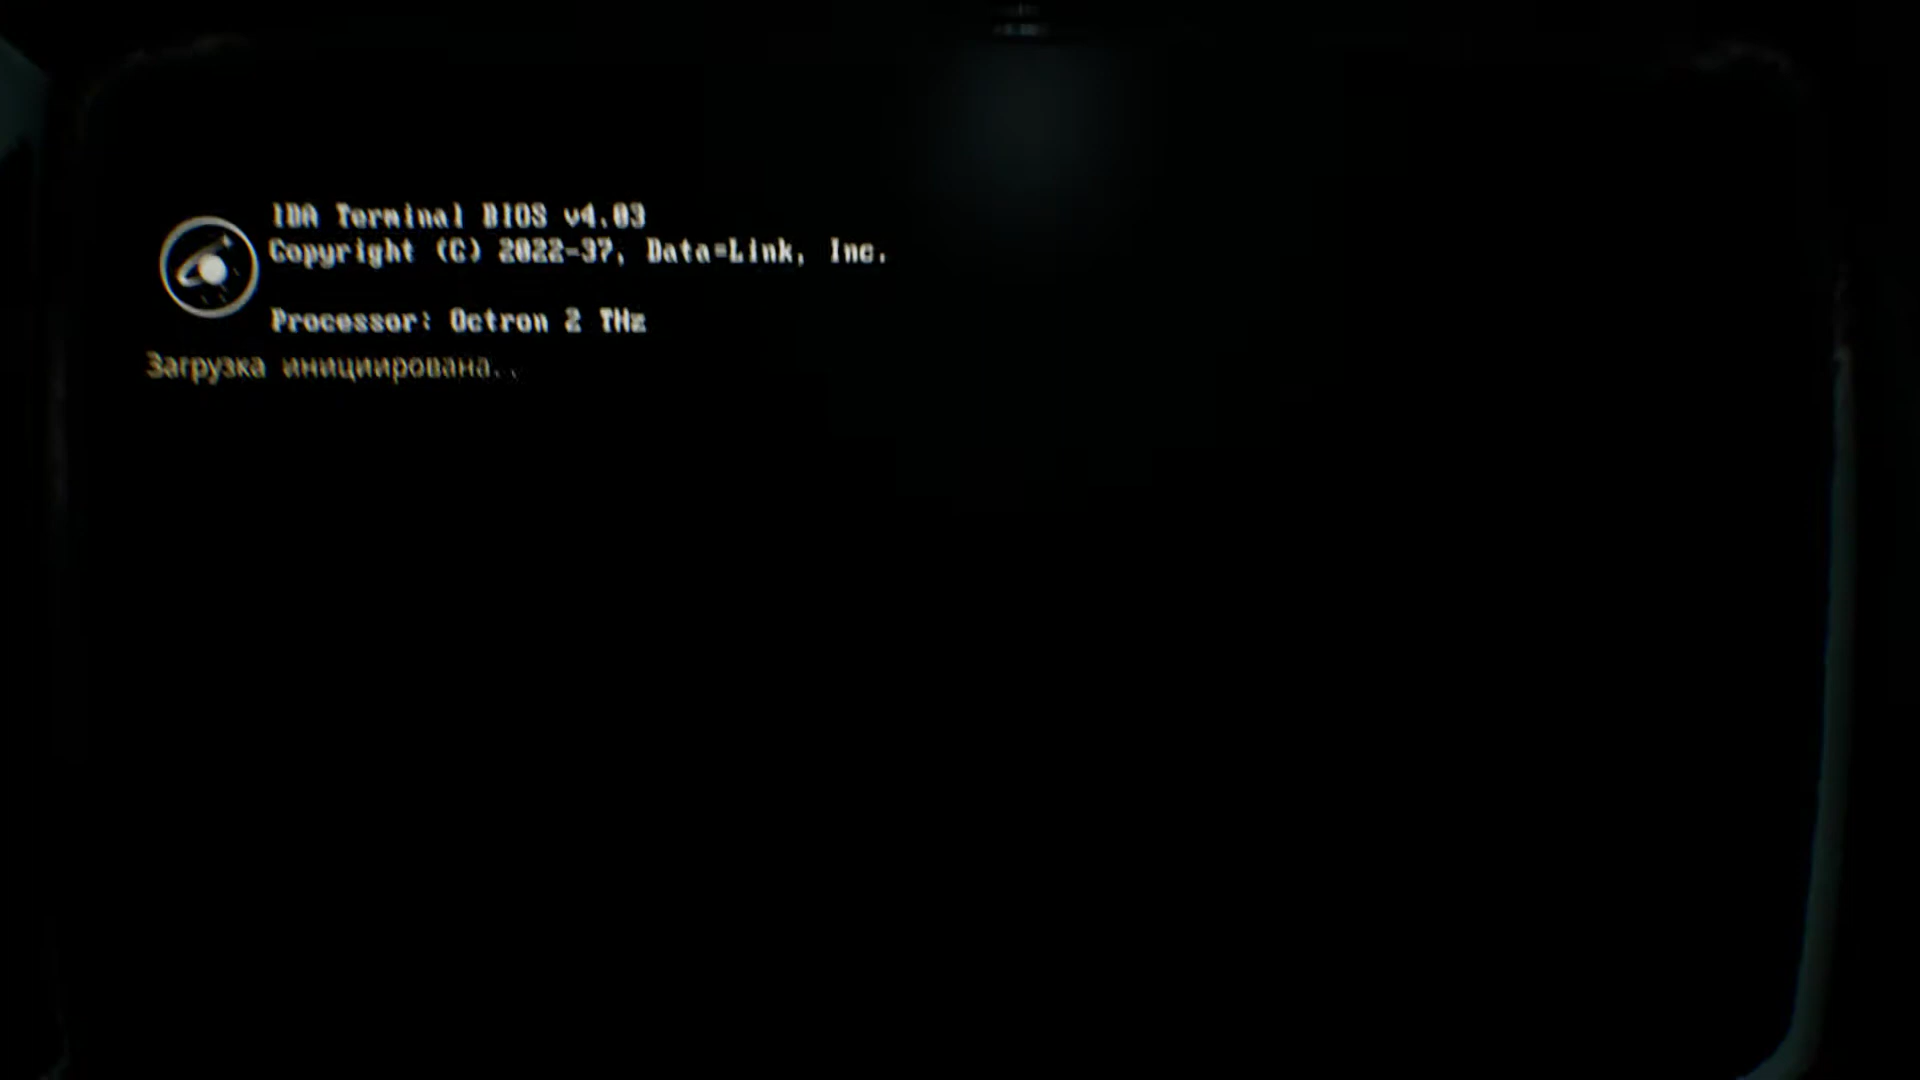 IDA Terminal BIOS v4.03
Copyright (C) 2022-37, Data=Link, Inc.
Processor: Octron 2 THz
Загрузка инициирована..